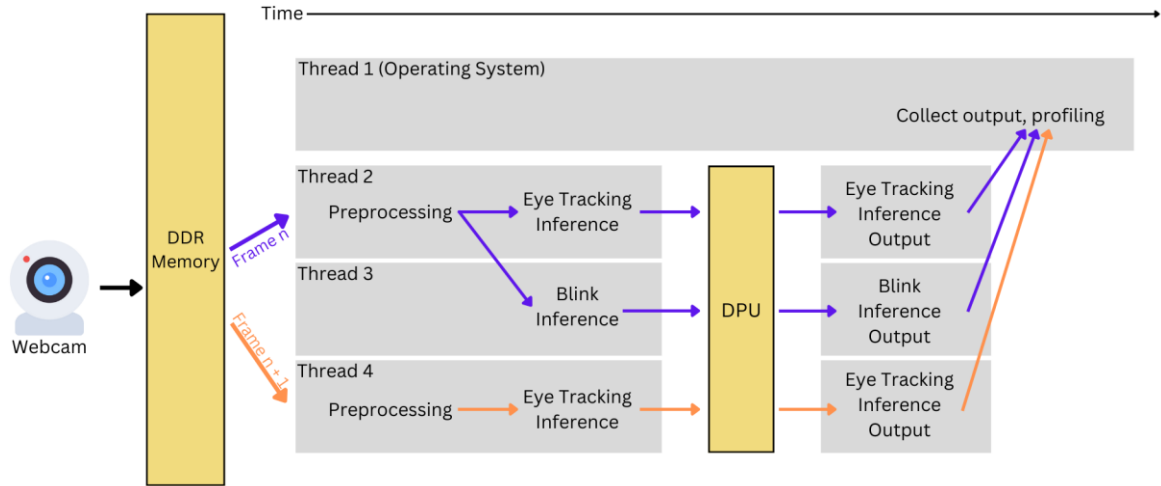 Time
Thread 1 (Operating System)
Collect output, profiling
Thread 2
Preprocessing
Eye Tracking
Inference
Eye Tracking
Inference
Output
DDR
Memory
Frame n
Thread 3
Blink
Inference
DPU
Blink
Inference
Output
Webcam
Frame n + 1
Thread 4
Preprocessing
Eye Tracking
Inference
Eye Tracking
Inference
Output